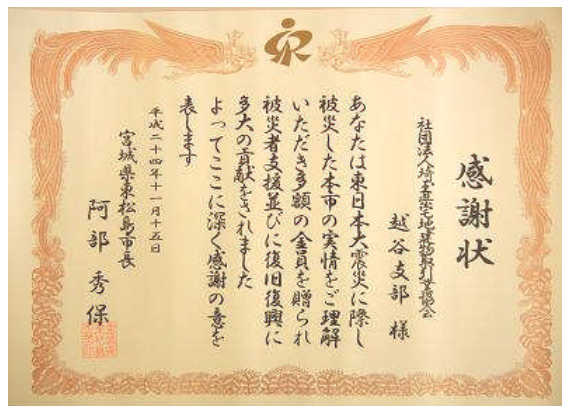 感謝状
社団法人埼玉県宅地建物取引業協会
越谷支部 様
あなたは東日本大震災に際し
被災した本市の実情をご理解
いただき多額の金員を贈られ
被災者支援並びに復旧復興に
多大の貢献をされました
よってここに深く感謝の意を
表します
平成二十四年十一月十五日
宮城県東松島市長
阿部秀保